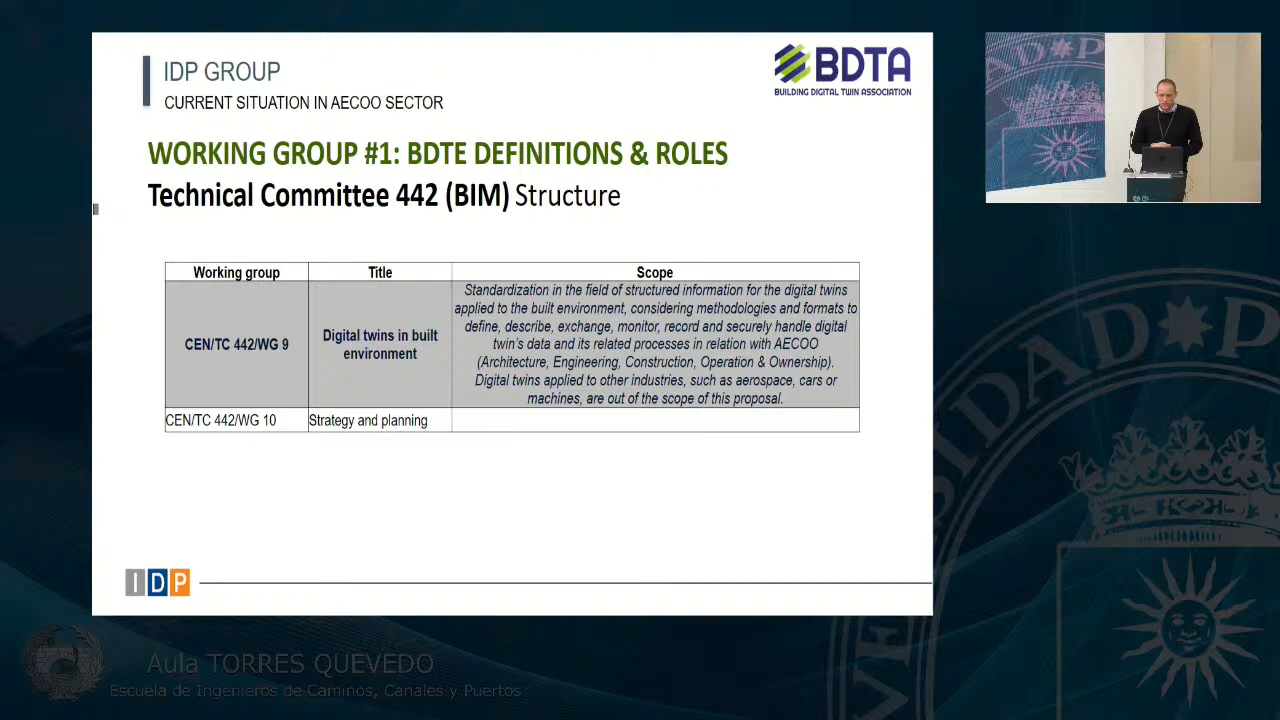 IDP GROUP
CURRENT SITUATION IN AECOO SECTOR
BDTA
BUILDING DIGITAL TWIN ASSOCIATION
WORKING GROUP #1: BDTE DEFINITIONS & ROLES
Technical Committee 442 (BIM) Structure
Working group Title Scope
CEN/TC 442/WG 9
Digital twins in built
environment
Standardization in the field of structured information for the digital twins
applied to the built environment, considering methodologies and formats to
define, describe, exchange, monitor, record and securely handle digital
twin's data and its related processes in relation with AECOO
(Architecture, Engineering, Construction, Operation & Ownership).
Digital twins applied to other industries, such as aerospace, cars or
machines, are out of the scope of this proposal.
CEN/TC 442/WG 10 Strategy and planning
IDP
Aula TORRES QUEVEDO
Escuela de Ingenieros de Caminos, Canales y Puertos